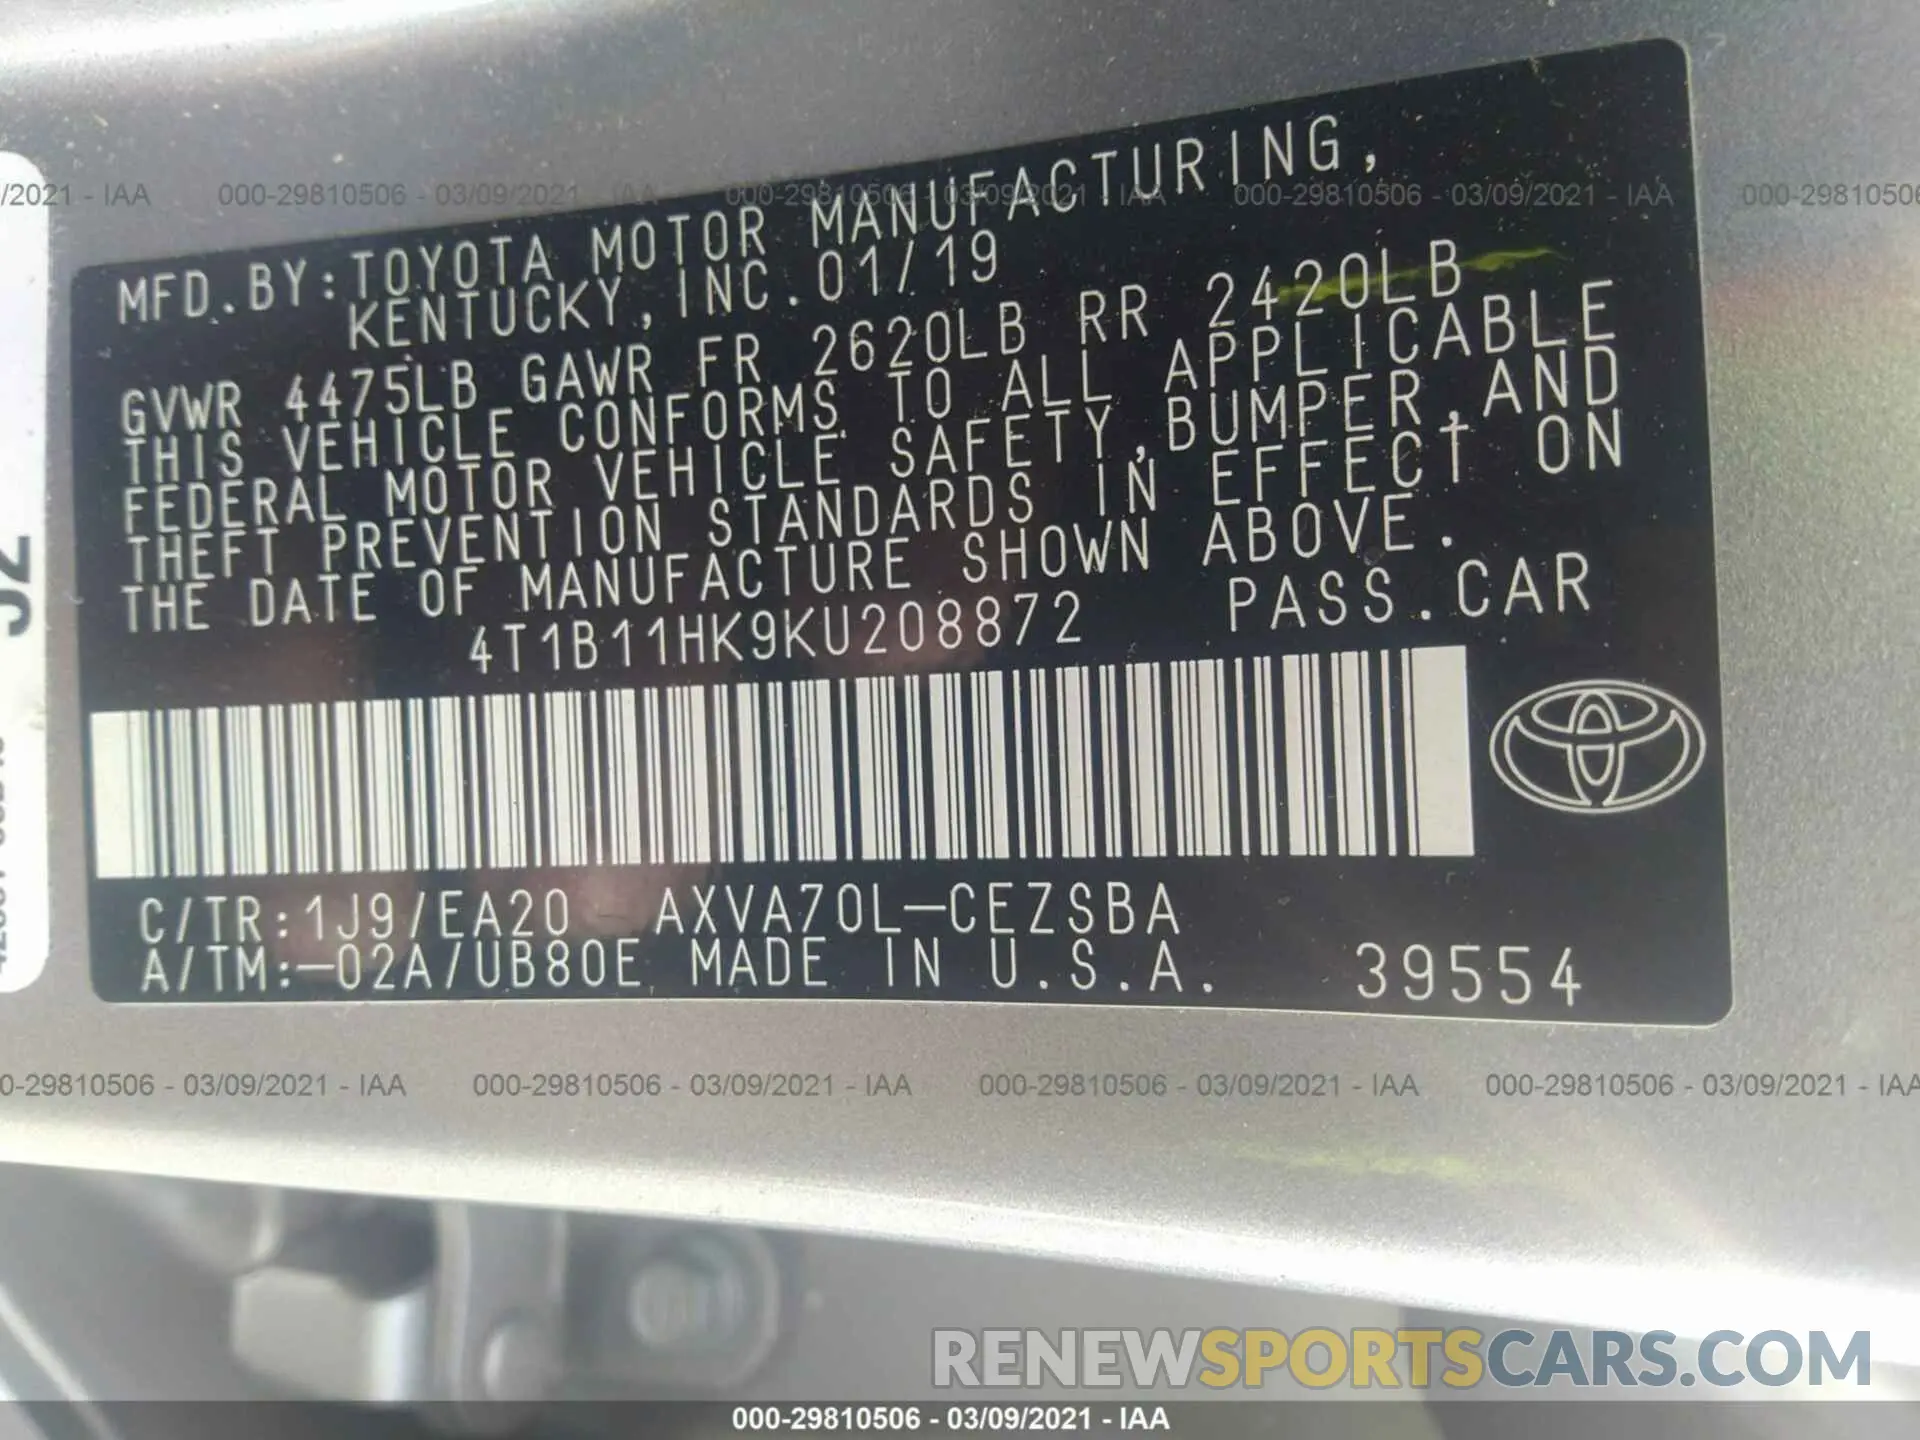 /2021 - IAA 000-29810506 - 03/09/2021 - IAA 000-29810506 - 03/09/2021 - IAA 000-29810506 - 03/09/2021 - IAA 000-29810506
MFD.BY:TOYOTA MOTOR MANUFACTURING,
KENTUCKY,INC.01/19
GVWR 4475LB GAWR FR 2620LB RR 2420LB
THIS VEHICLE CONFORMS TO ALL APPLICABLE
FEDERAL MOTOR VEHICLE SAFETY,BUMPER,AND
THEFT PREVENTION STANDARDS IN EFFECT ON
THE DATE OF MANUFACTURE SHOWN ABOVE.
4T1B11HK9KU208872 PASS.CAR
C/TR:1J9/EA20 AXVA70L-CEZSBA
A/TM:-02A/UB80E MADE IN U.S.A. 39554
0-29810506 - 03/09/2021 - IAA 000-29810506 - 03/09/2021 - IAA 000-29810506 - 03/09/2021 - IAA 000-29810506 - 03/09/2021 - IAA
RENEWSPORTSCARS.COM
000-29810506 - 03/09/2021 - IAA